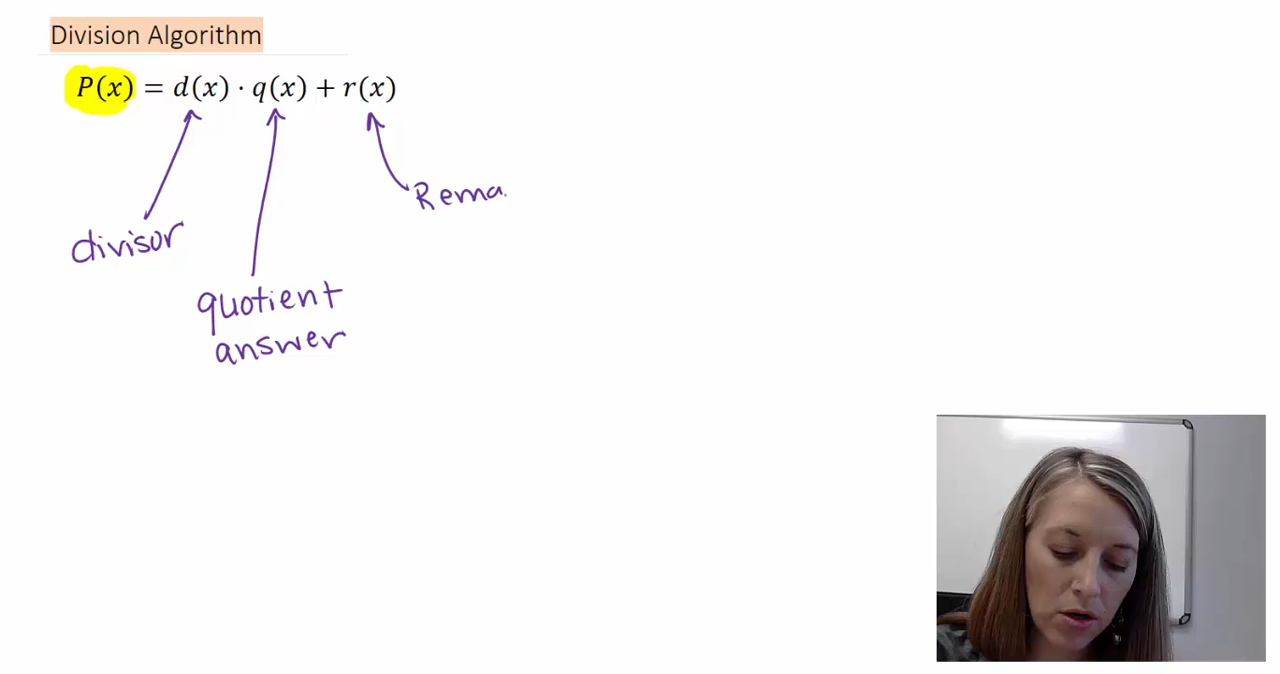 Division Algorithm
P(x) = d(x) · q(x) + r(x)
Rema
divisor
quotient
answer